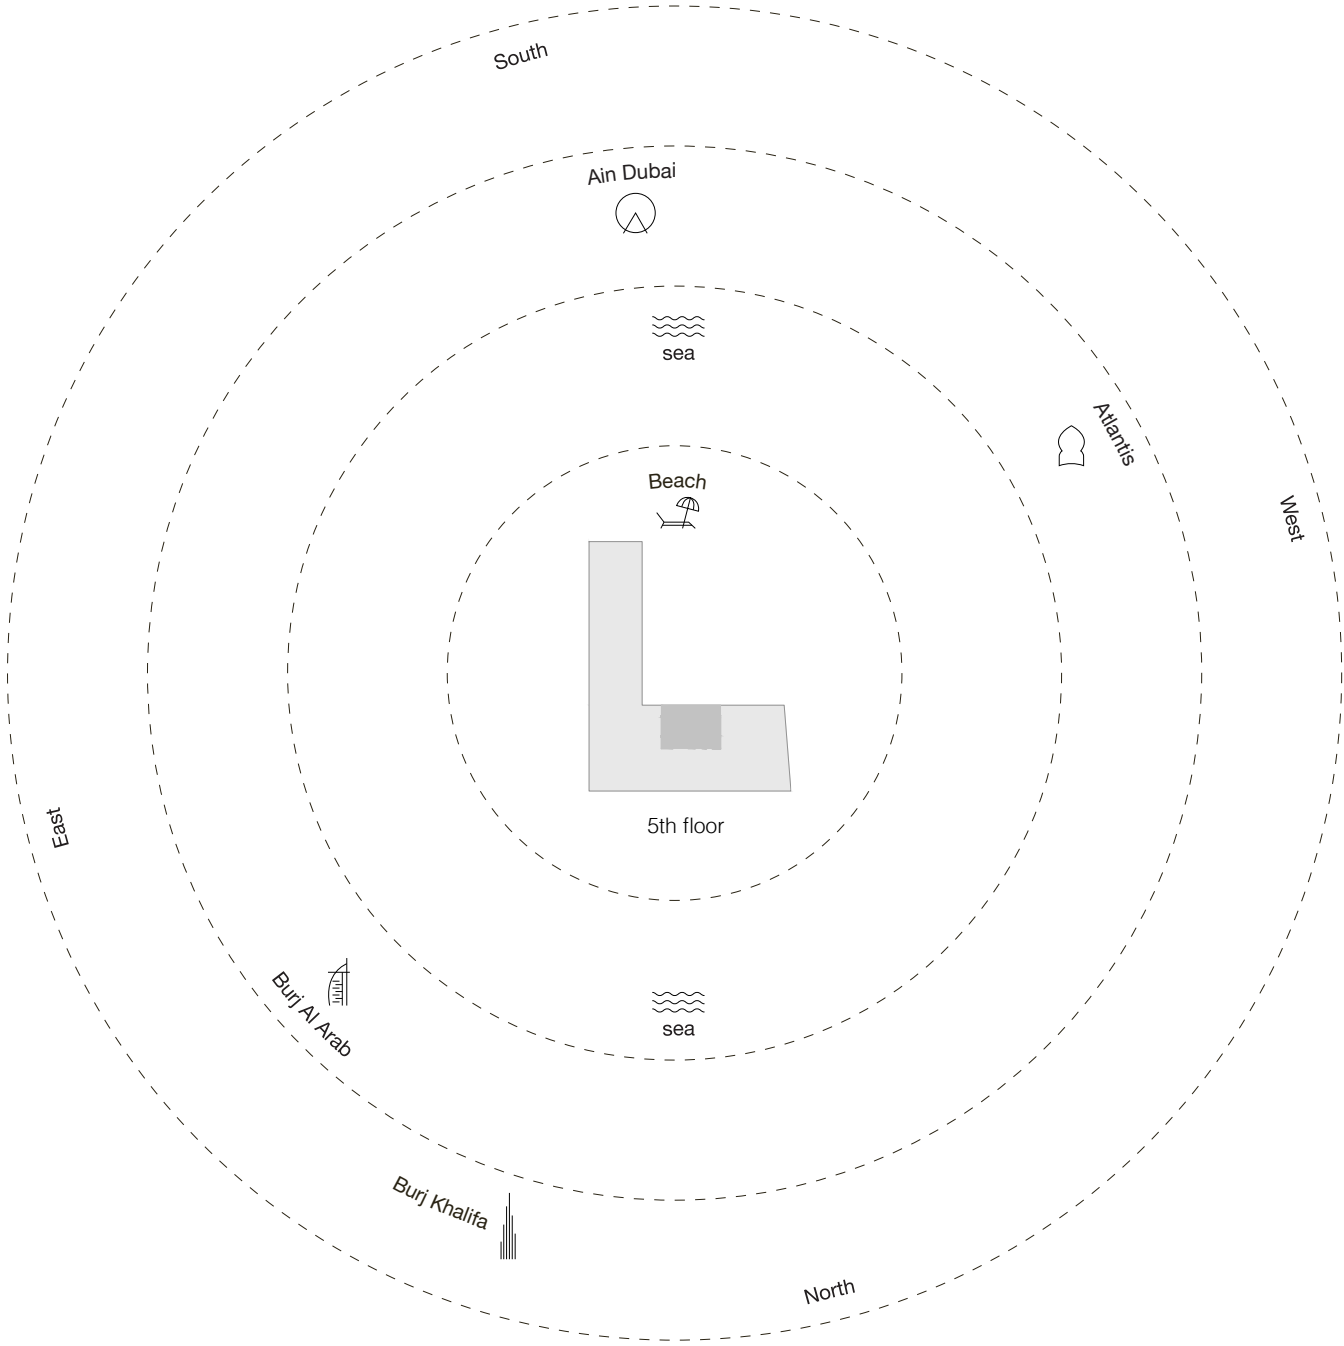 South
Ain Dubai
sea
Atlantis
Beach
West
5th floor
East
Burj Al Arab
sea
Burj Khalifa
North